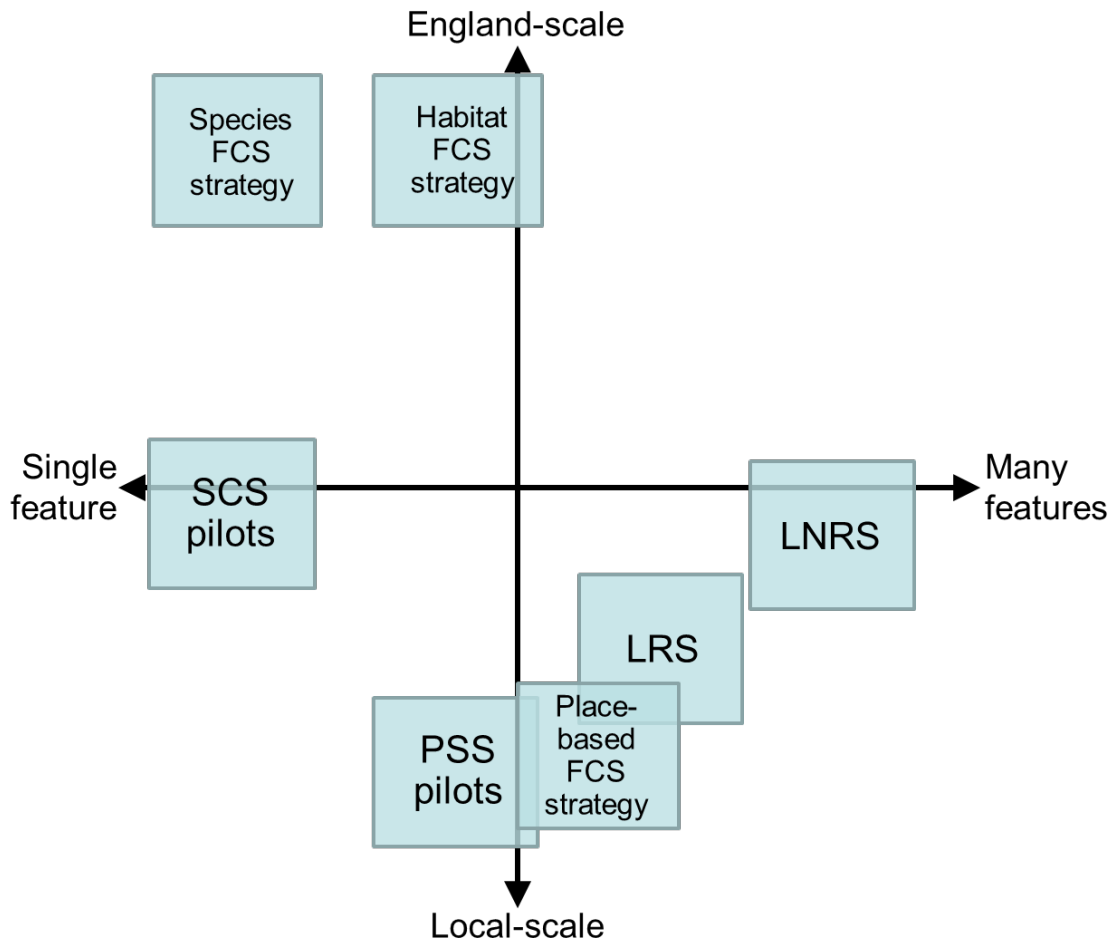 England-scale
Species
FCS
strategy
Habitat
FCS
strategy
Single
feature
SCS
pilots
Many
features
LNRS
LRS
PSS
pilots
Place-
based
FCS
strategy
Local-scale